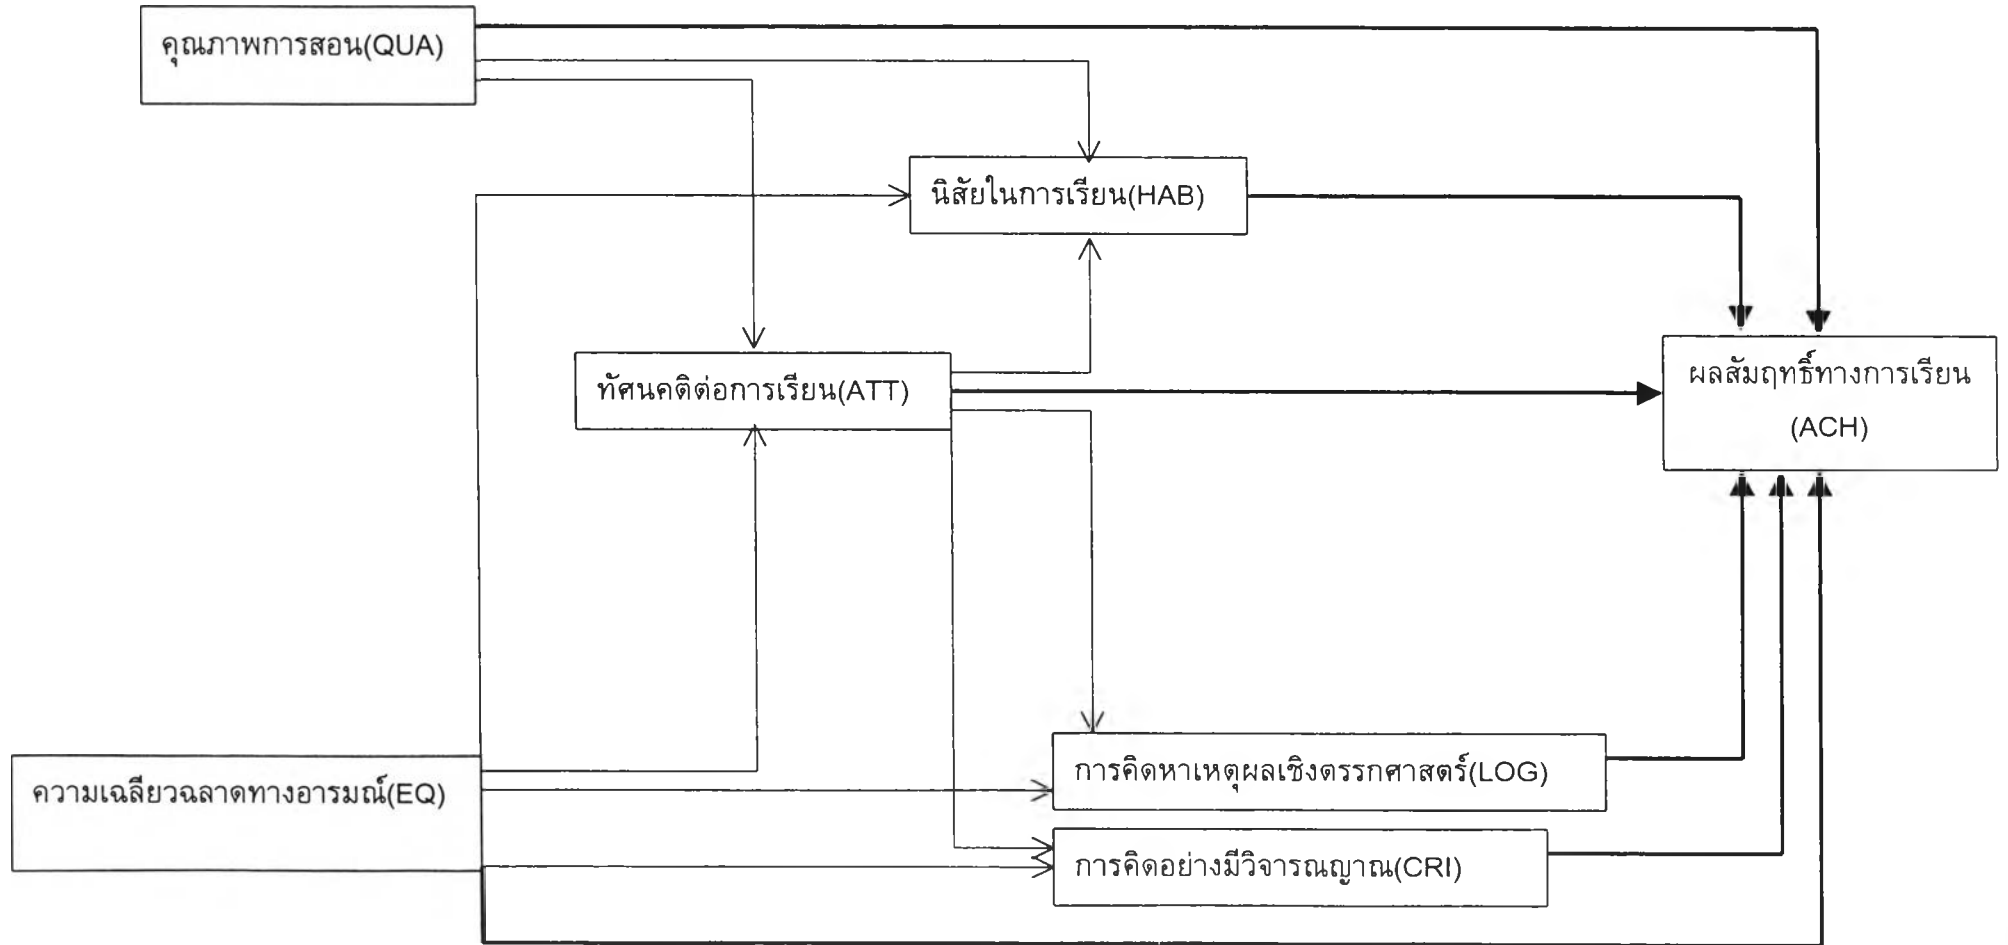 คุณภาพการสอน(QUA)
นิสัยในการเรียน(HAB)
ทัศนคติต่อการเรียน(ATT)
ผลสัมฤทธิ์ทางการเรียน
(ACH)
การคิดหาเหตุผลเชิงตรรกศาสตร์(LOG)
ความเฉลียวฉลาดทางอารมณ์(EQ)
การคิดอย่างมีวิจารณญาณ(CRI)